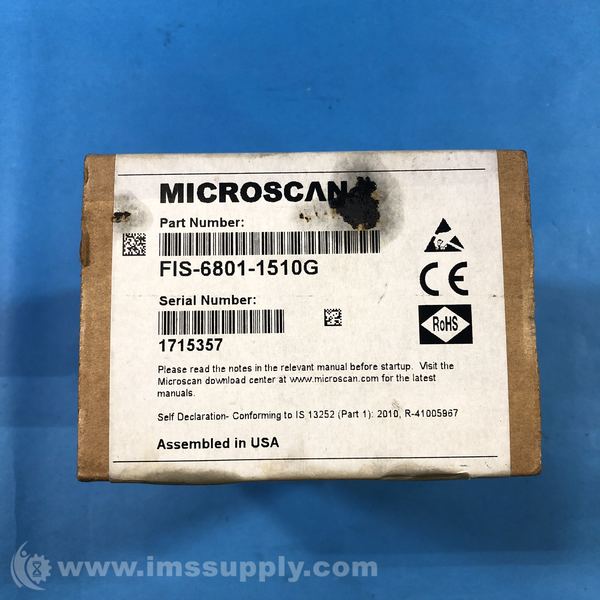 MICROSCAN
Part Number:
FIS-6801-1510G
Serial Number:
1715357
CE
RoHS
Please read the notes in the relevant manual before startup. Visit the
Microscan download center at www.microscan.com for the latest
manuals.
Self Declaration- Conforming to IS 13252 (Part 1): 2010, R-41005967
Assembled in USA
www.imssupply.com